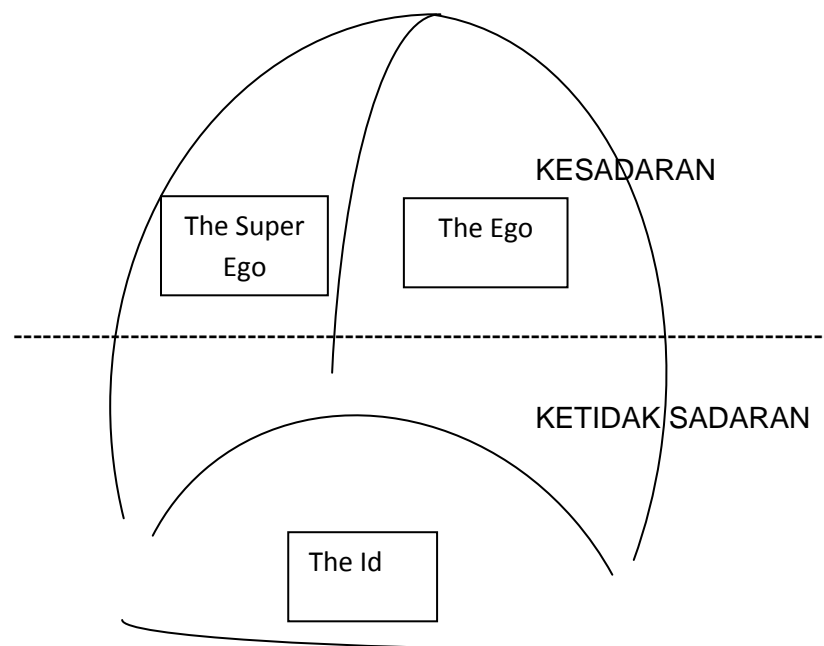 KESADARAN
The Super
Ego
The Ego
KETIDAK SADARAN
The Id